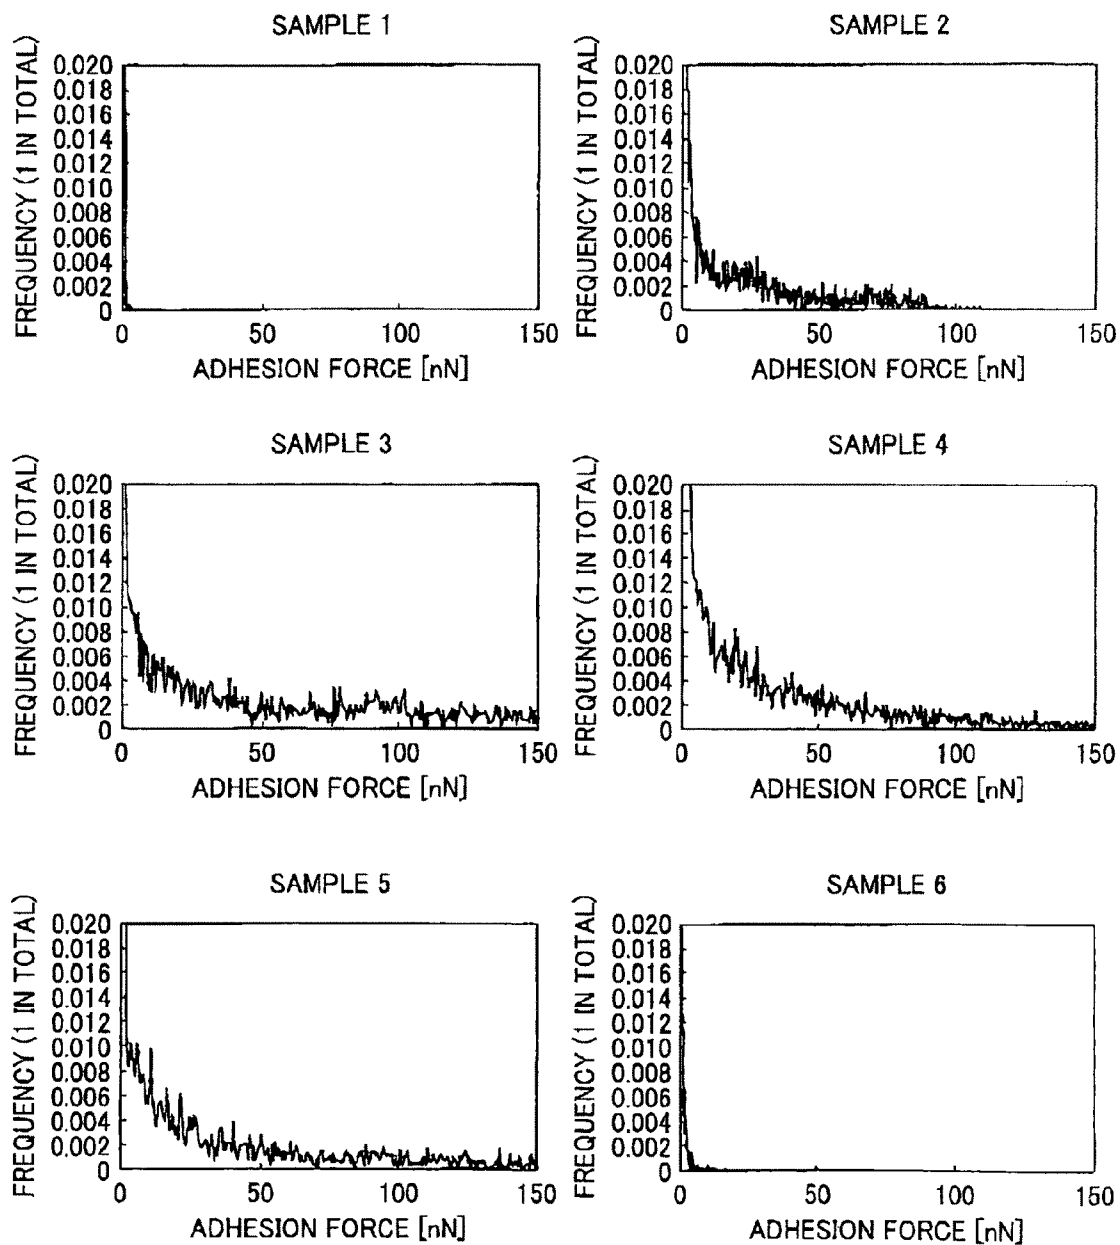 SAMPLE 1
FREQUENCY (1 IN TOTAL)
0.020
0.018
0.016
0.014
0.012
0.010
0.008
0.006
0.004
0.002
0
0 50 100 150
ADHESION FORCE [nN]
SAMPLE 2
FREQUENCY (1 IN TOTAL)
0.020
0.018
0.016
0.014
0.012
0.010
0.008
0.006
0.004
0.002
0
0 50 100 150
ADHESION FORCE [nN]
SAMPLE 3
FREQUENCY (1 IN TOTAL)
0.020
0.018
0.016
0.014
0.012
0.010
0.008
0.006
0.004
0.002
0
0 50 100 150
ADHESION FORCE [nN]
SAMPLE 4
FREQUENCY (1 IN TOTAL)
0.020
0.018
0.016
0.014
0.012
0.010
0.008
0.006
0.004
0.002
0
0 50 100 150
ADHESION FORCE [nN]
SAMPLE 5
FREQUENCY (1 IN TOTAL)
0.020
0.018
0.016
0.014
0.012
0.010
0.008
0.006
0.004
0.002
0
0 50 100 150
ADHESION FORCE [nN]
SAMPLE 6
FREQUENCY (1 IN TOTAL)
0.020
0.018
0.016
0.014
0.012
0.010
0.008
0.006
0.004
0.002
0
0 50 100 150
ADHESION FORCE [nN]